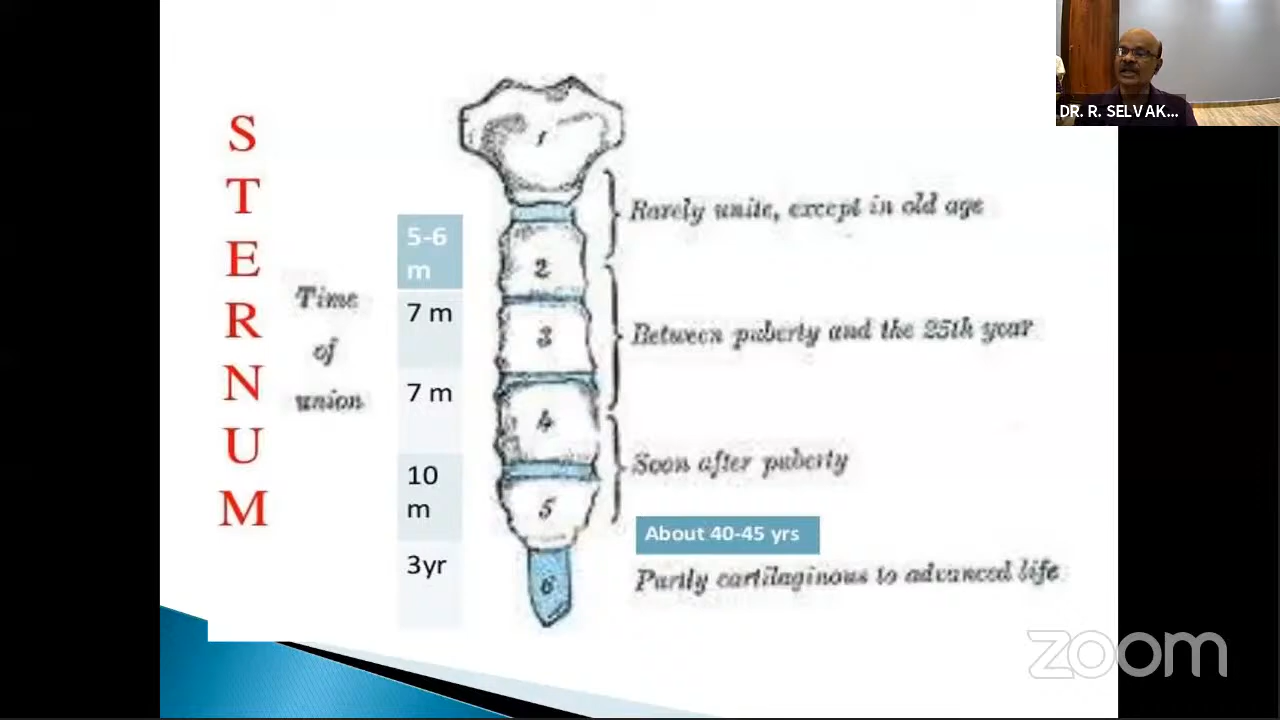 DR. R. SELVAK...
S
T
E
R
N
U
M
Time
of
union
5-6
m
7 m
7 m
10
m
3yr
1
2
3
4
5
6
Rarely unite, except in old age
Between puberty and the 25th year
Soon after puberty
About 40-45 yrs
Partly cartilaginous to advanced life
zoom